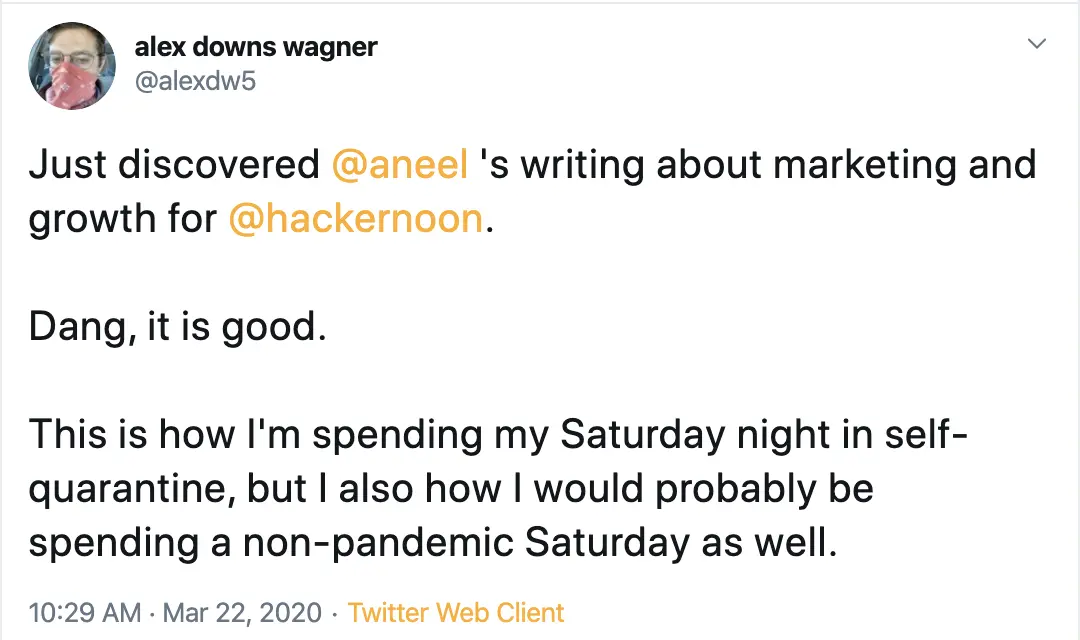 alex downs wagner
@alexdw5
Just discovered @aneel 's writing about marketing and
growth for @hackernoon.
Dang, it is good.
This is how I'm spending my Saturday night in self-
quarantine, but I also how I would probably be
spending a non-pandemic Saturday as well.
10:29 AM · Mar 22, 2020 · Twitter Web Client